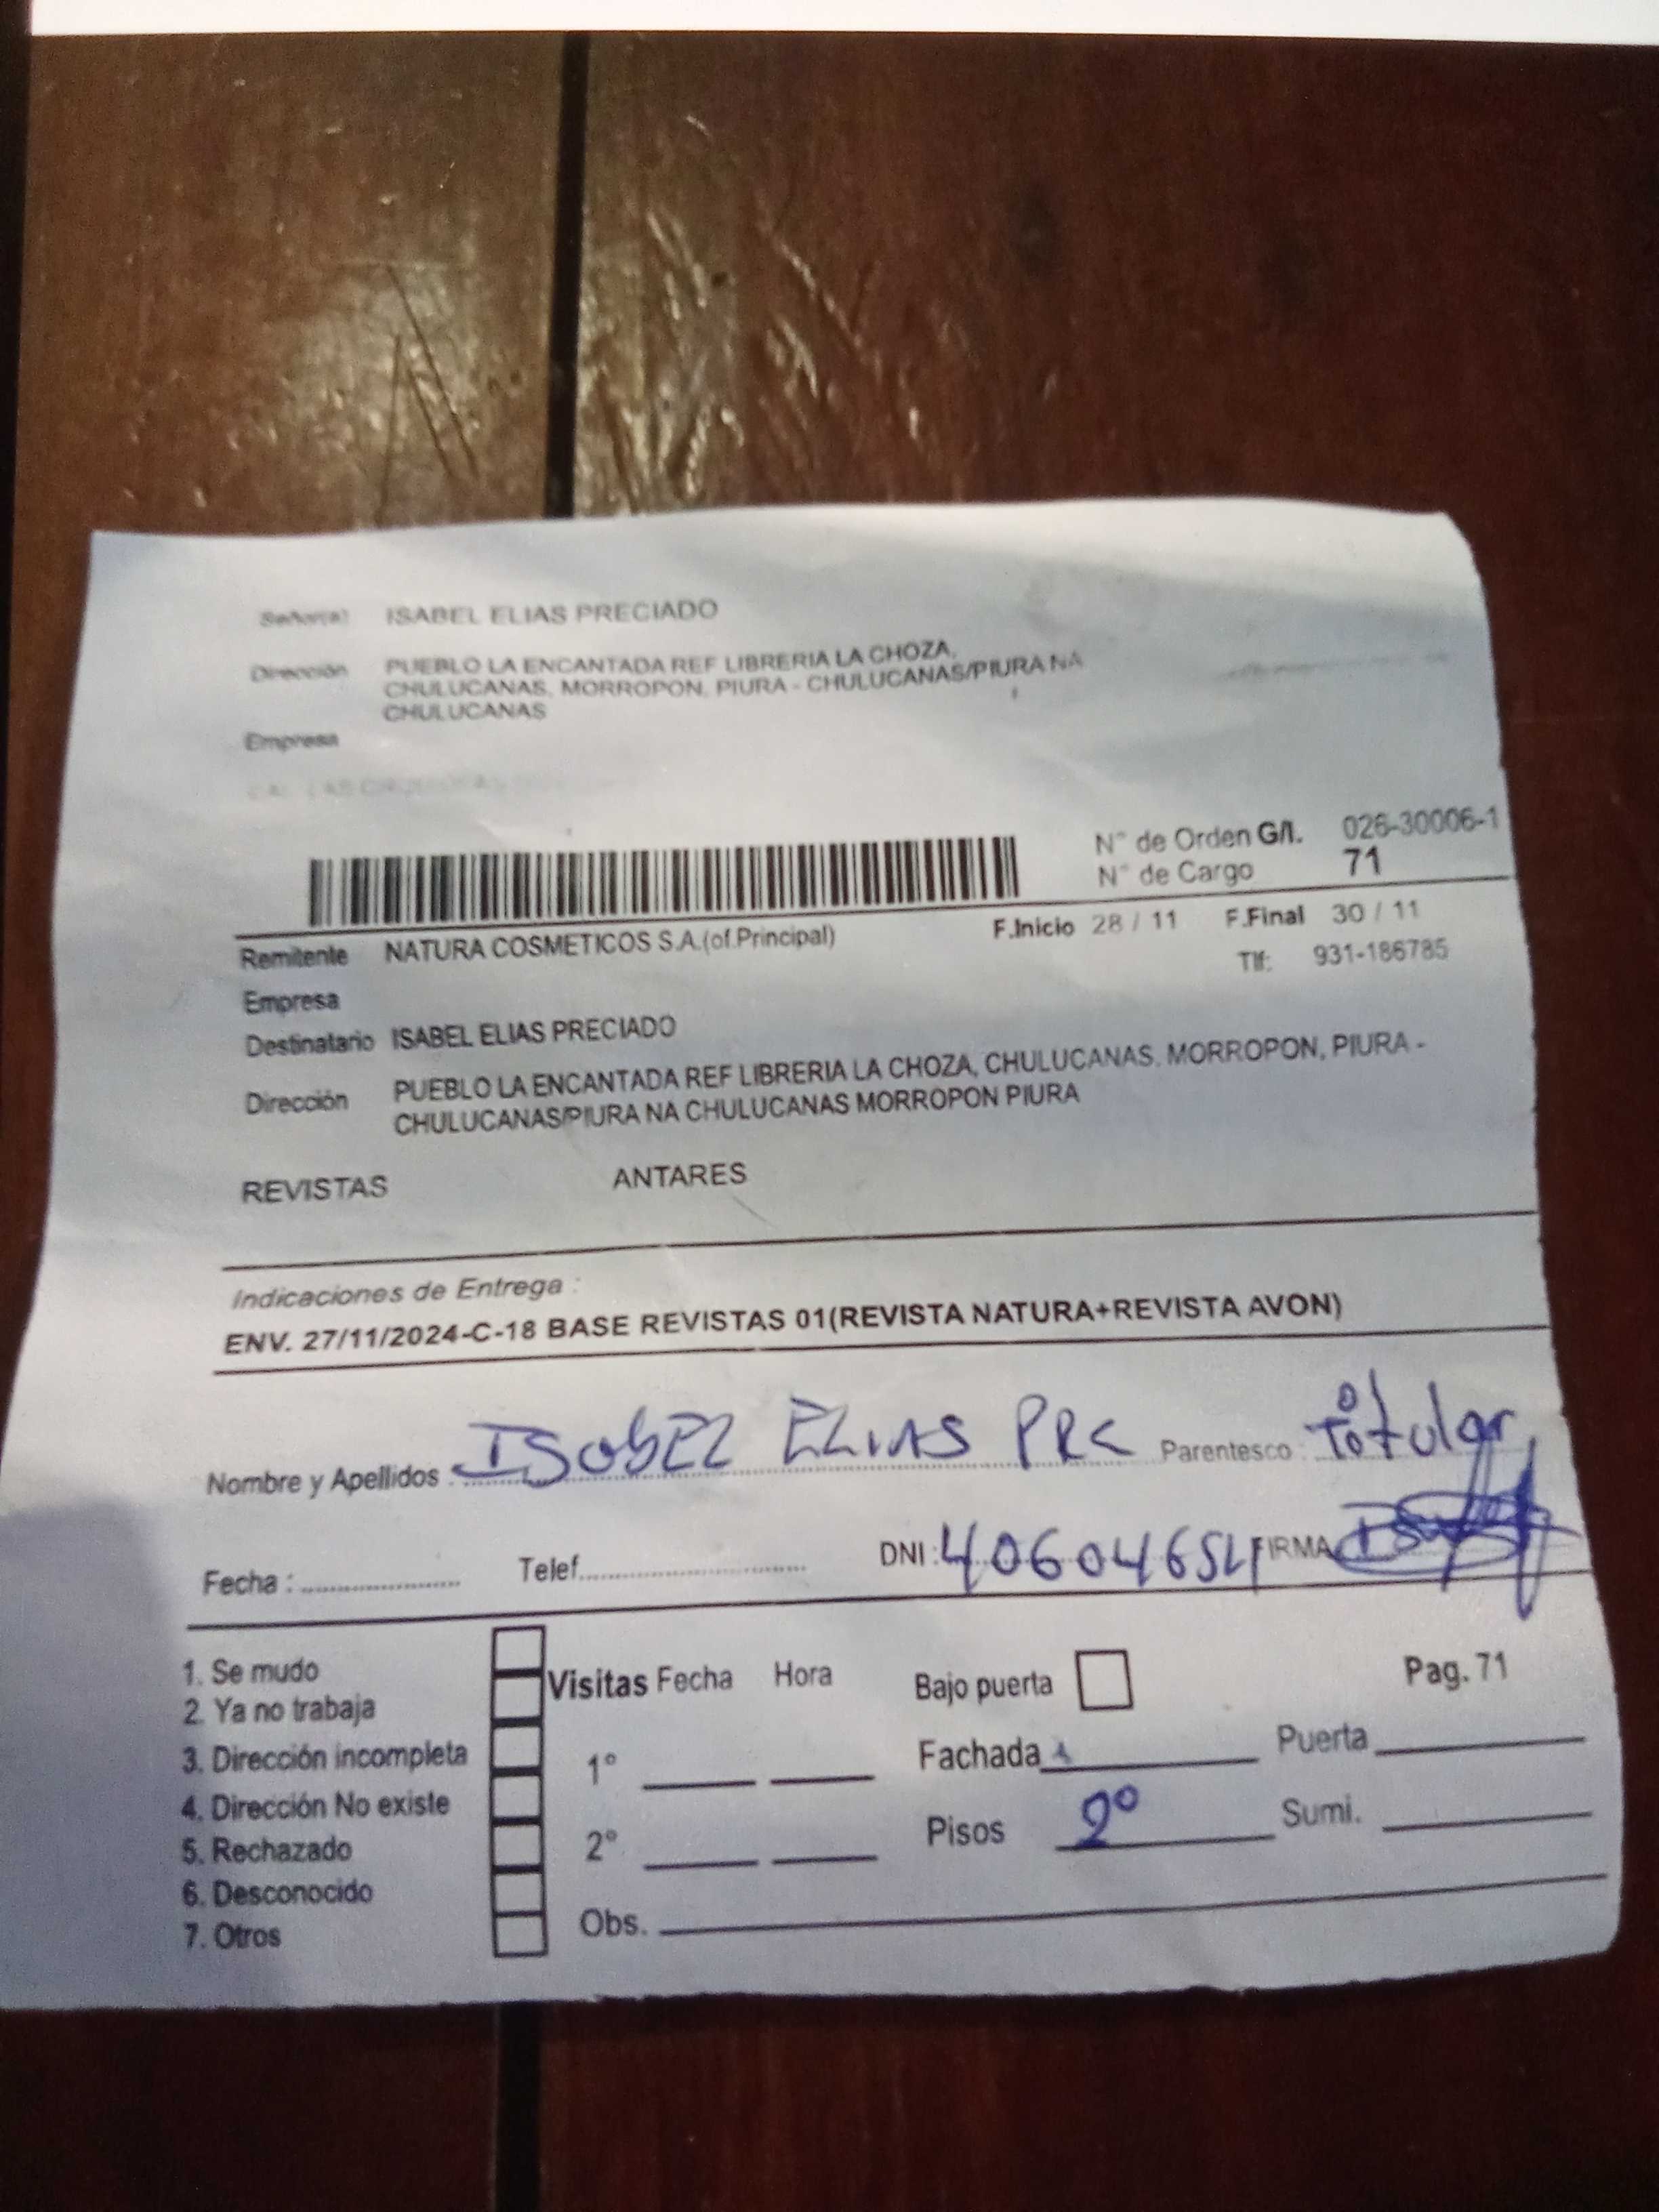 Señor(a) ISABEL ELIAS PRECIADO
Dirección PUEBLO LA ENCANTADA REF LIBRERIA LA CHOZA,
CHULUCANAS, MORROPON, PIURA - CHULUCANAS/PIURA NA
CHULUCANAS
Empresa
N° de Orden G/I. 026-30006-1
N° de Cargo 71
F.Inicio 28 / 11 F.Final 30 / 11
Remitente NATURA COSMETICOS S.A.(of.Principal)
Tlf: 931-186785
Empresa
Destinatario ISABEL ELIAS PRECIADO
Dirección PUEBLO LA ENCANTADA REF LIBRERIA LA CHOZA, CHULUCANAS, MORROPON, PIURA -
CHULUCANAS/PIURA NA CHULUCANAS MORROPON PIURA
REVISTAS ANTARES
Indicaciones de Entrega :
ENV. 27/11/2024-C-18 BASE REVISTAS 01(REVISTA NATURA+REVISTA AVON)
Nombre y Apellidos : ISABEL ELIAS PRC Parentesco : Titular
Fecha : Telef. DNI : 40604654 FIRMA
1. Se mudo
2. Ya no trabaja
3. Dirección incompleta
4. Dirección No existe
5. Rechazado
6. Desconocido
7. Otros
Visitas Fecha Hora
1°
2°
Obs.
Bajo puerta
Pag. 71
Fachada Puerta
Pisos 2° Sumi.